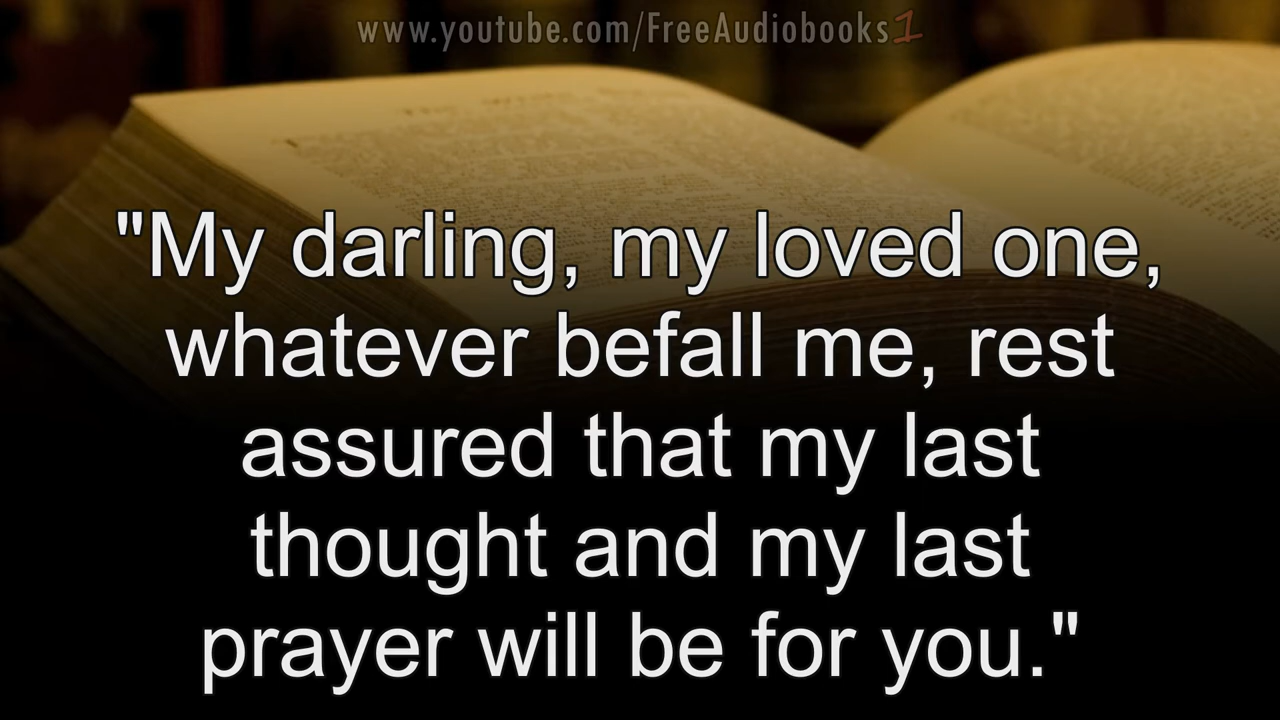 www.youtube.com/FreeAudiobooks1
"My darling, my loved one,
whatever befall me, rest
assured that my last
thought and my last
prayer will be for you."